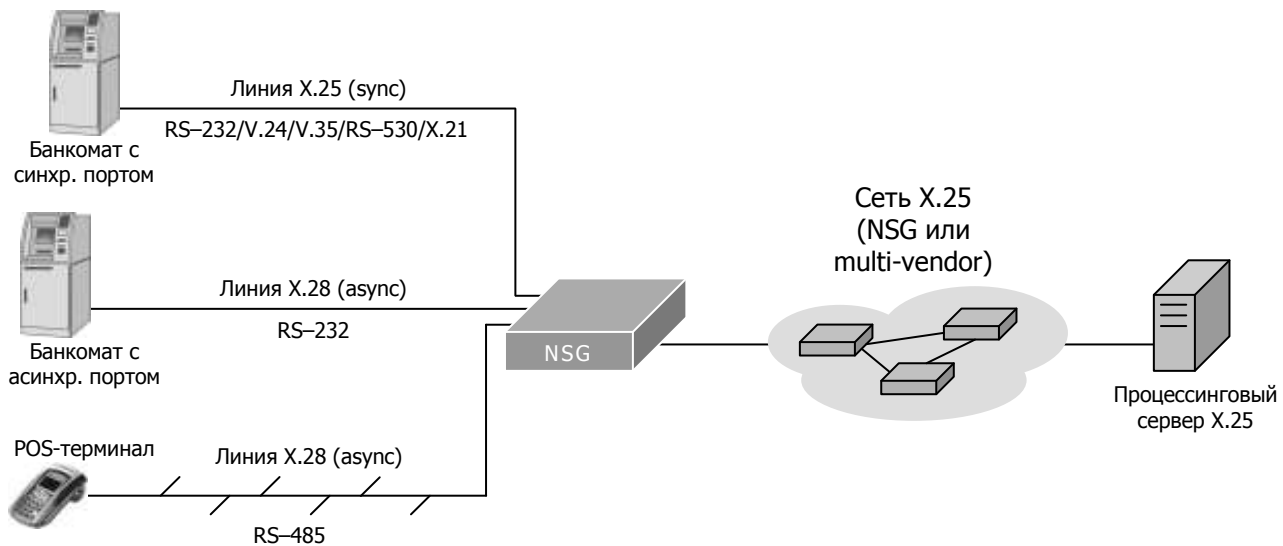 Линия X.25 (sync)
RS–232/V.24/V.35/RS–530/X.21
Банкомат с
синхр. портом
Сеть X.25
(NSG или
multi-vendor)
Линия X.28 (async)
RS–232
NSG
Банкомат с
асинхр. портом
Процессинговый
сервер X.25
POS-терминал
Линия X.28 (async)
RS–485